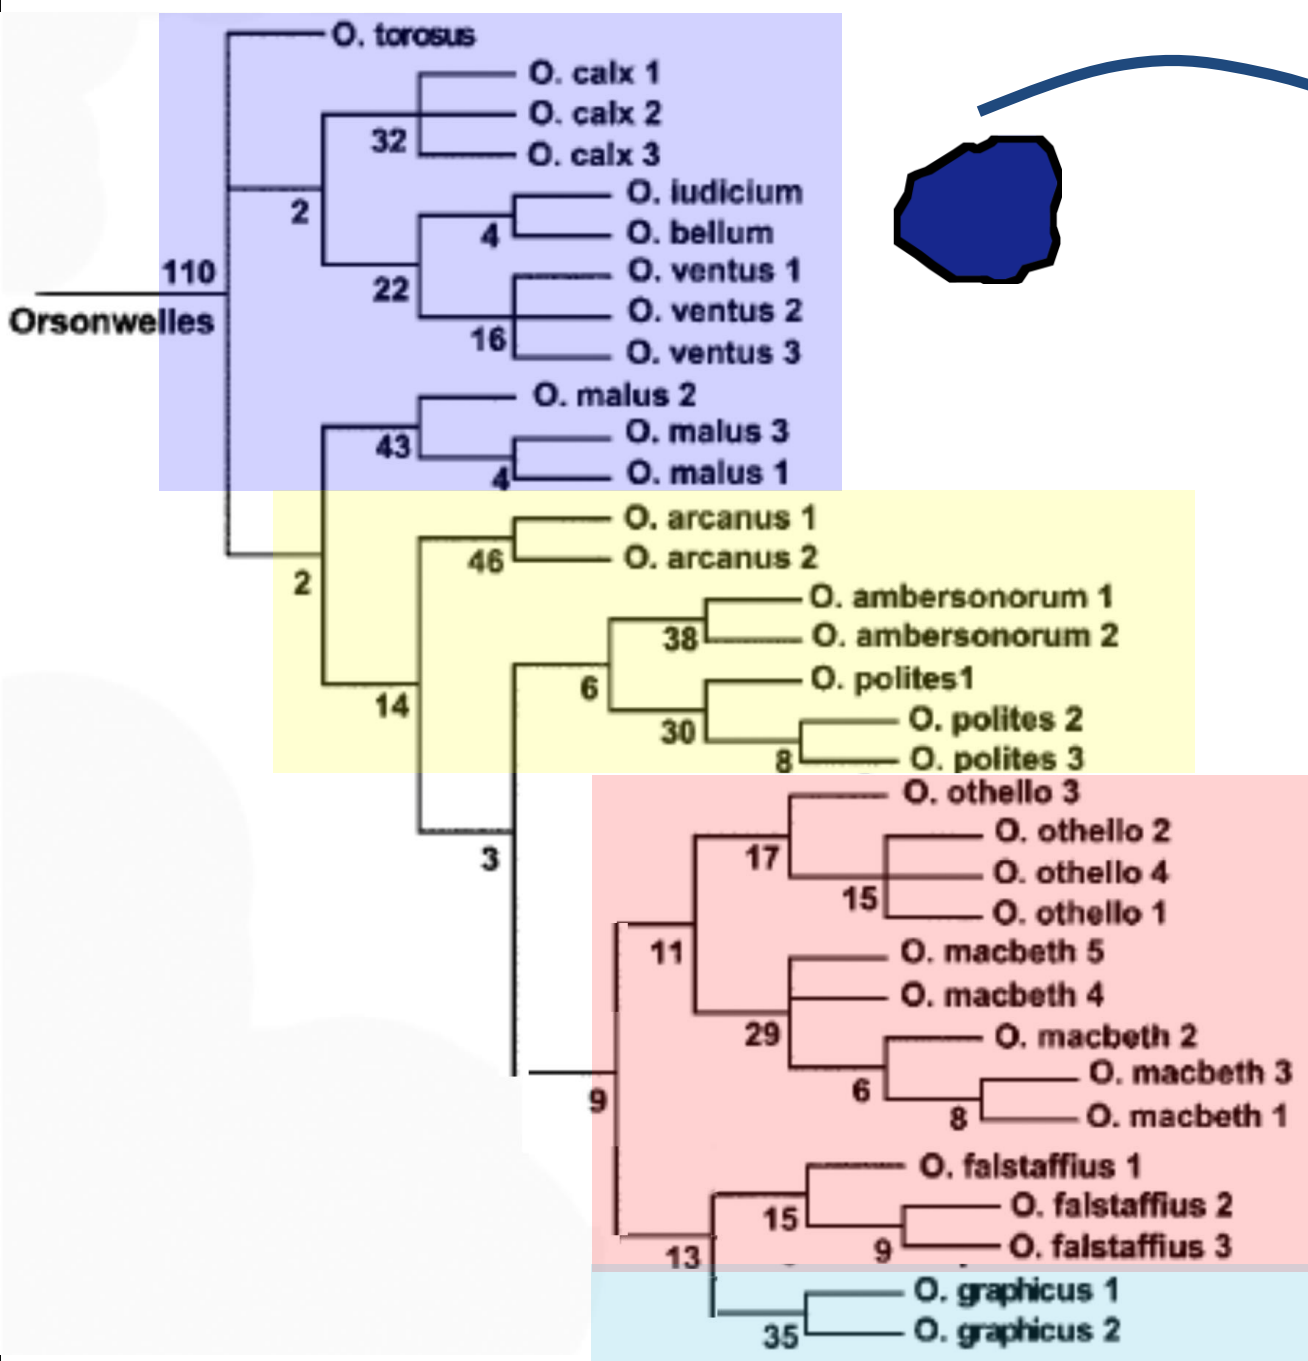 O. torosus
O. calx 1
O. calx 2
32
O. calx 3
O. iudicium
2
4
O. bellum
110
O. ventus 1
22
O. ventus 2
Orsonwelles
16
O. ventus 3
O. malus 2
43
O. malus 3
4
O. malus 1
O. arcanus 1
46
O. arcanus 2
2
O. ambersonorum 1
38
O. ambersonorum 2
6
O. polites1
14
30
O. polites 2
8
O. polites 3
O. othello 3
O. othello 2
3
17
O. othello 4
15
O. othello 1
11
O. macbeth 5
O. macbeth 4
29
O. macbeth 2
6
O. macbeth 3
9
8
O. macbeth 1
O. falstaffius 1
15
O. falstaffius 2
13
9
O. falstaffius 3
O. graphicus 1
35
O. graphicus 2